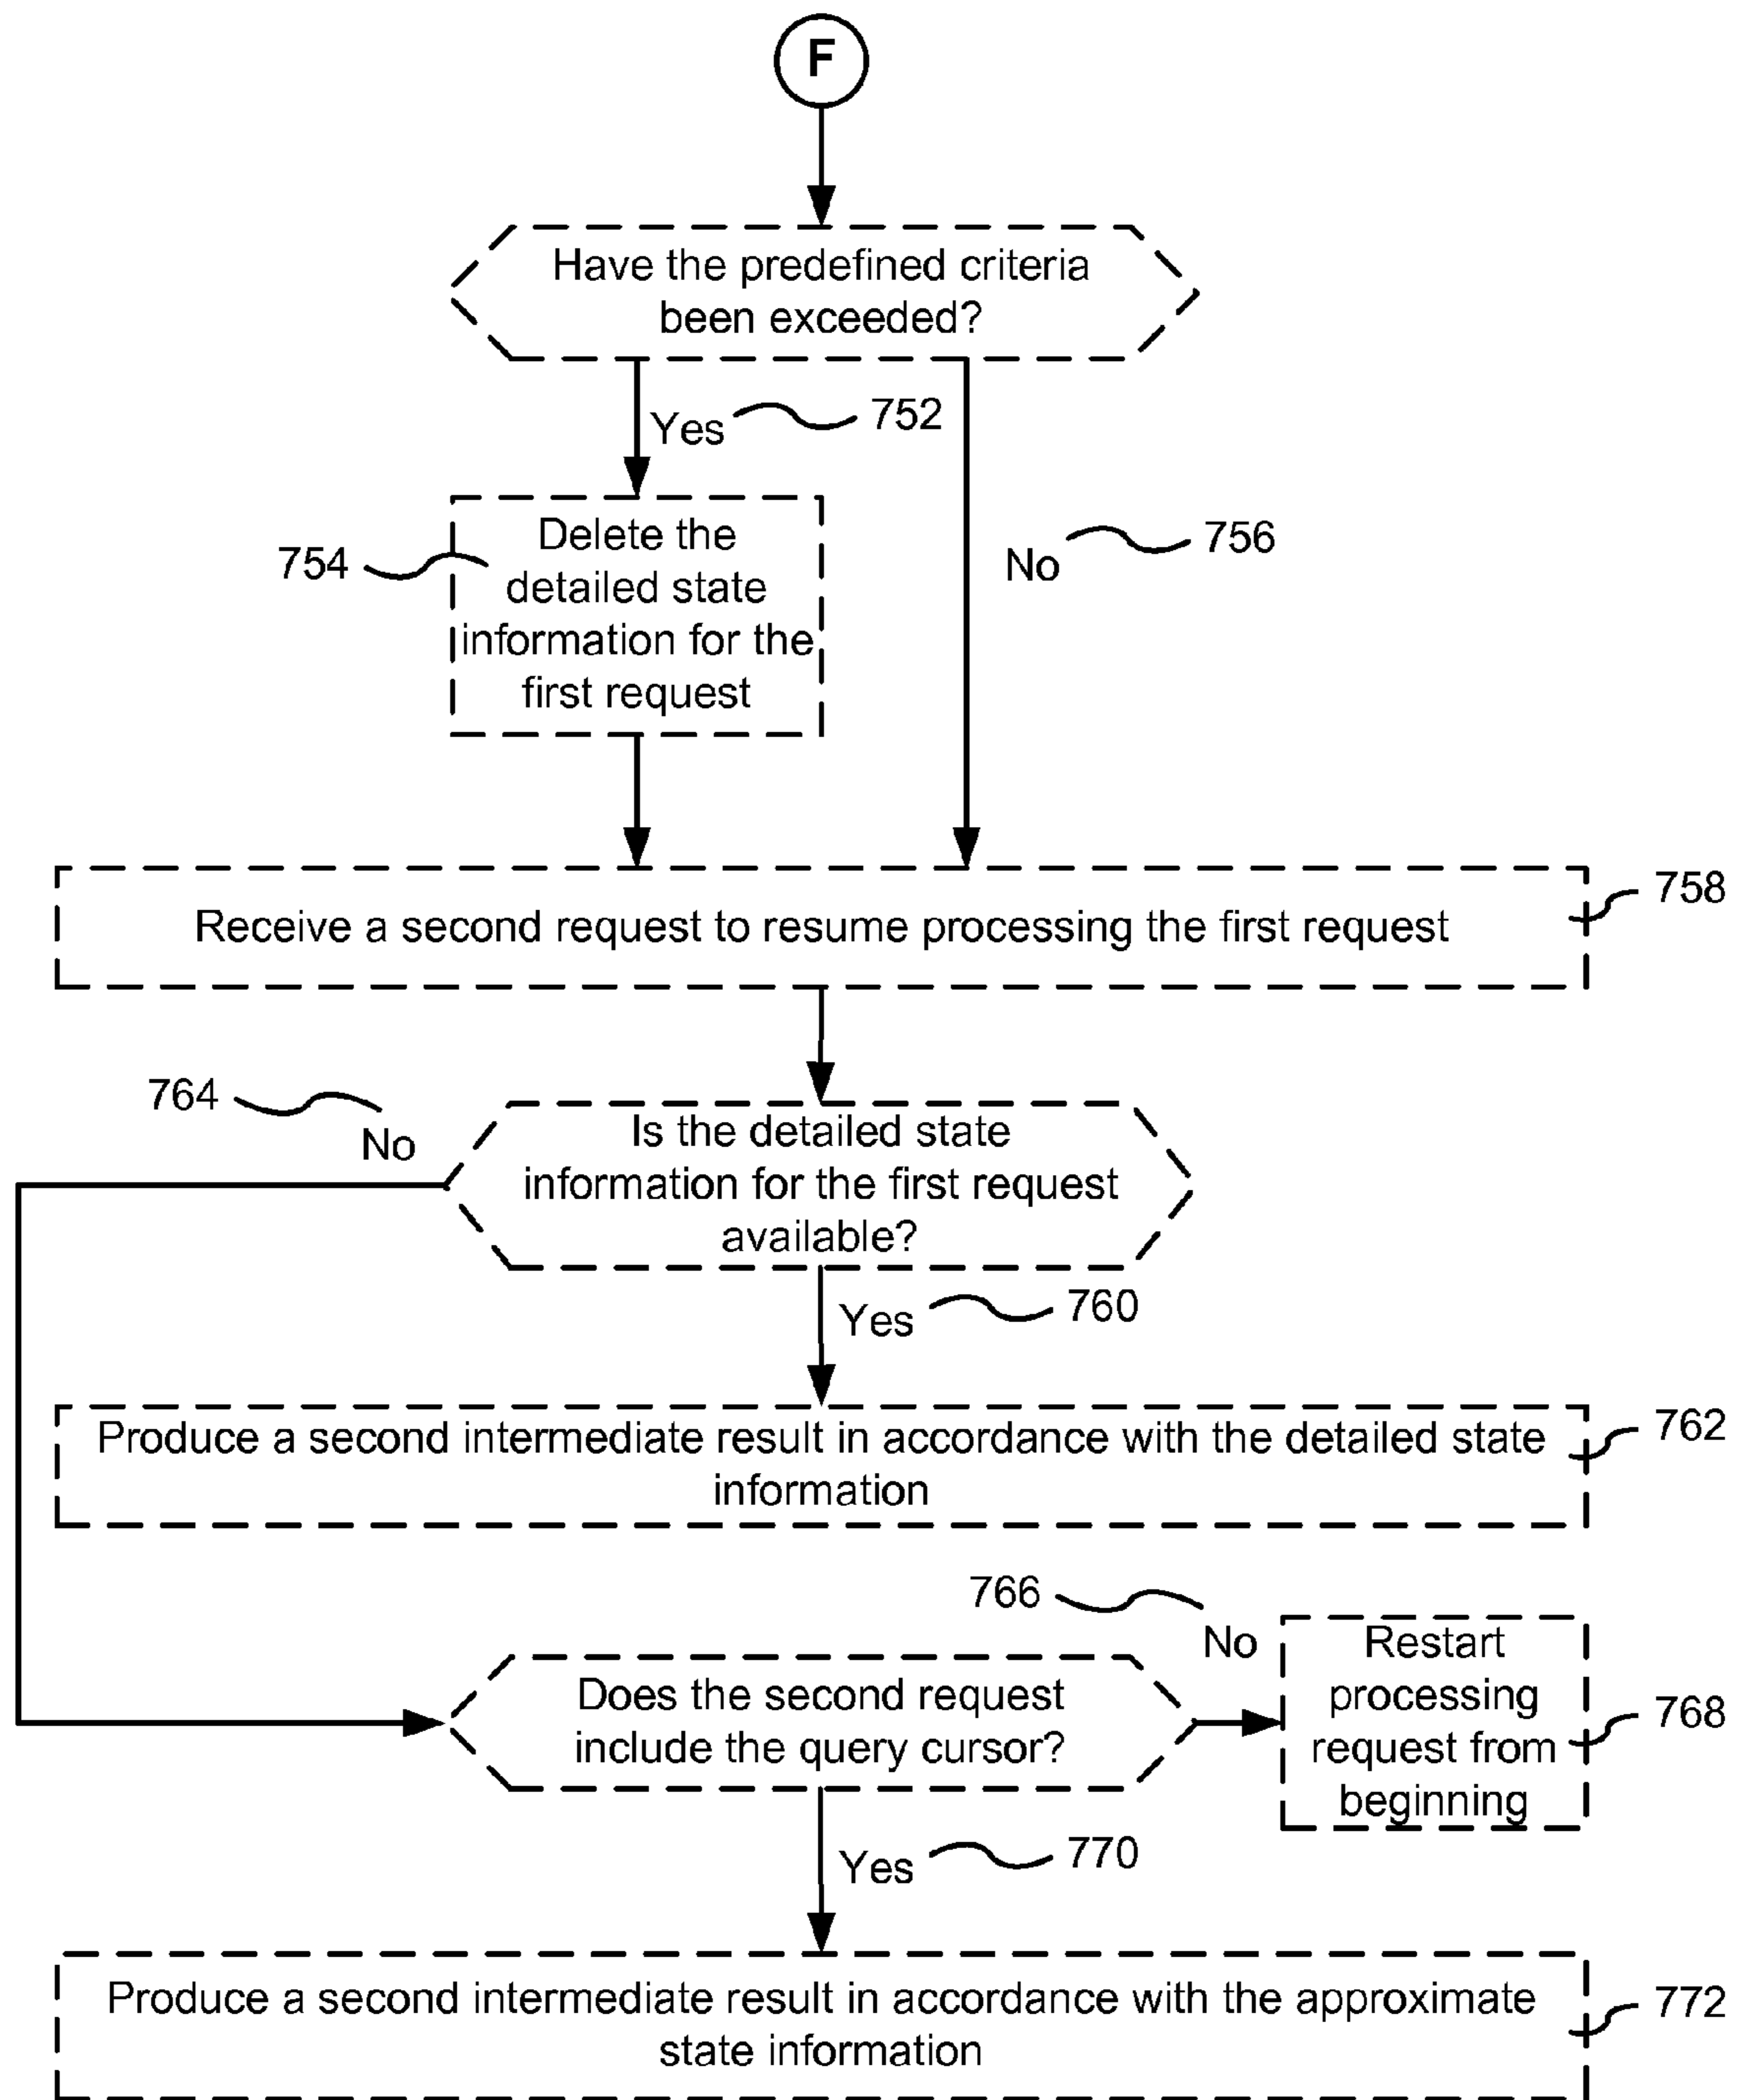 F
Have the predefined criteria
been exceeded?
Yes
752
754
Delete the
detailed state
information for the
first request
No
756
758
Receive a second request to resume processing the first request
764
No
Is the detailed state
information for the first request
available?
Yes
760
Produce a second intermediate result in accordance with the detailed state
information
762
766
No
Does the second request
include the query cursor?
Restart
processing
request from
beginning
768
Yes
770
Produce a second intermediate result in accordance with the approximate
state information
772